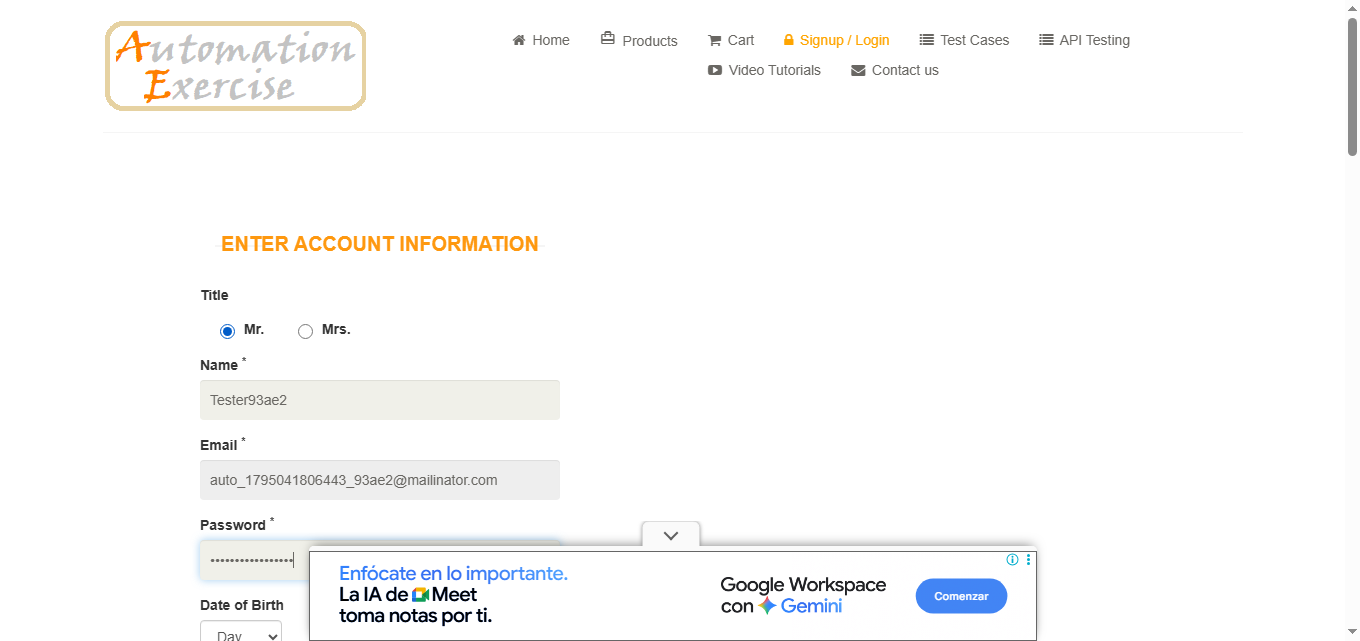 Automation
Exercise
Home
Products
Cart
Signup / Login
Test Cases
API Testing
Video Tutorials
Contact us
ENTER ACCOUNT INFORMATION
Title
Mr.
Mrs.
Name *
Tester93ae2
Email *
auto_1795041806443_93ae2@mailinator.com
Password *
••••••••••••••••
Date of Birth
Day
Enfócate en lo importante.
La IA de Meet
toma notas por ti.
Google Workspace
con Gemini
Comenzar